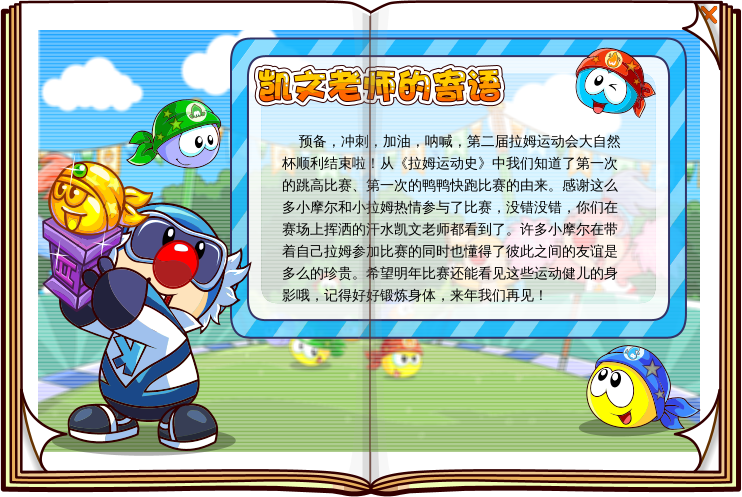 凯文老师的寄语
预备，冲刺，加油，呐喊，第二届拉姆运动会大自然
杯顺利结束啦！从《拉姆运动史》中我们知道了第一次
的跳高比赛、第一次的鸭鸭快跑比赛的由来。感谢这么
多小摩尔和小拉姆热情参与了比赛，没错没错，你们在
赛场上挥洒的汗水凯文老师都看到了。许多小摩尔在带
着自己拉姆参加比赛的同时也懂得了彼此之间的友谊是
多么的珍贵。希望明年比赛还能看见这些运动健儿的身
影哦，记得好好锻炼身体，来年我们再见！